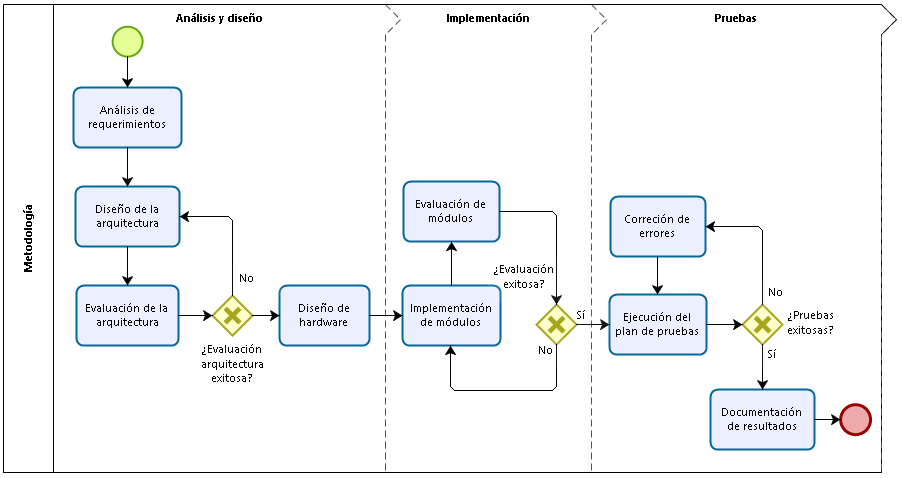 Metodología
Análisis y diseño
Implementación
Pruebas
Análisis de
requerimientos
Diseño de la
arquitectura
Evaluación de la
arquitectura
No
¿Evaluación
arquitectura
exitosa?
Diseño de
hardware
Evaluación de
módulos
Implementación
de módulos
¿Evaluación
exitosa?
Sí
No
Correción de
errores
Ejecución del
plan de pruebas
No
¿Pruebas
exitosas?
Sí
Documentación
de resultados